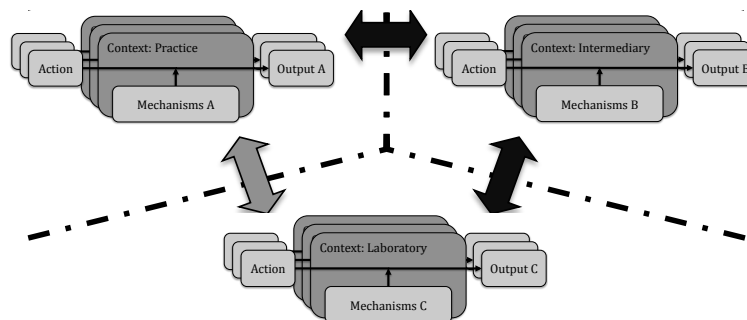 Context: Practice
Action
Output A
Mechanisms A
Context: Intermediary
Action
Output B
Mechanisms B
Context: Laboratory
Action
Output C
Mechanisms C